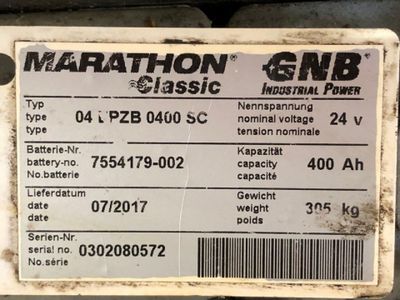 MARATHON GNB
Classic INDUSTRIAL POWER
Typ Nennspannung
type 04 PZB 0400 SC nominal voltage 24 v
type tension nominale
Batterie-Nr. Kapazität
battery-no. 7554179-002 capacity 400 Ah
No.batterie capacité
Lieferdatum Gewicht
date 07/2017 weight 305 kg
date poids
Serien-Nr.
serial no. 0302080572
No.série